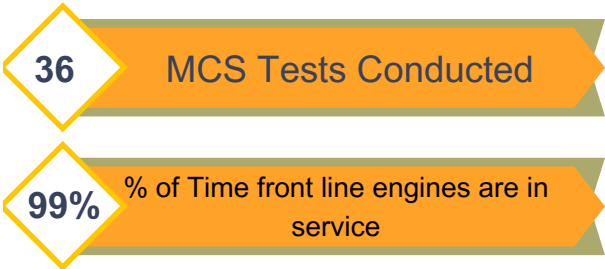 36
MCS Tests Conducted
99%
% of Time front line engines are in
service